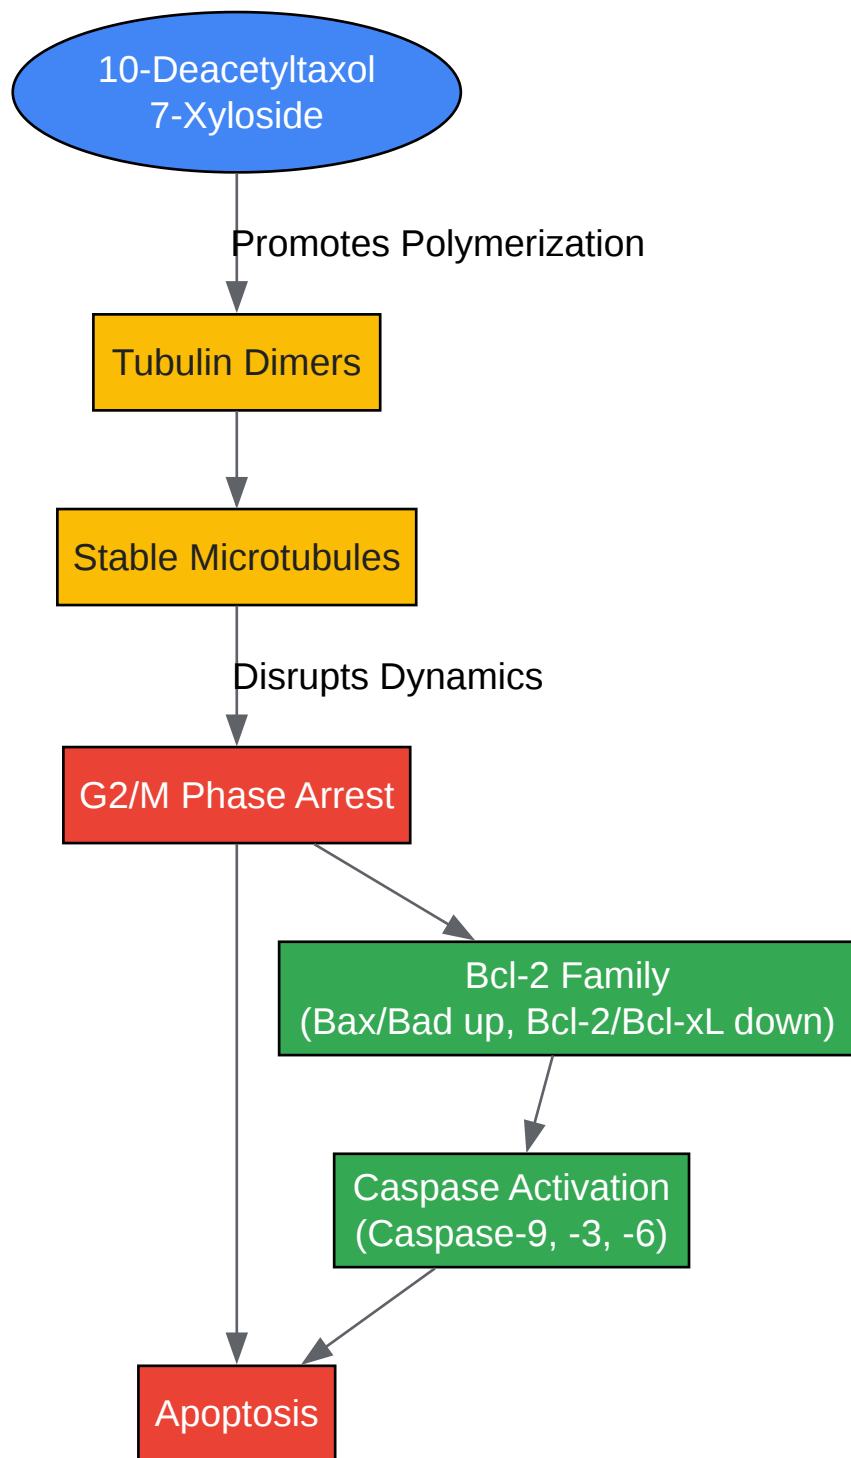 10-Deacetyltaxol
7-Xyloside
Promotes Polymerization
Tubulin Dimers
Stable Microtubules
Disrupts Dynamics
G2/M Phase Arrest
Bcl-2 Family
(Bax/Bad up, Bcl-2/Bcl-xL down)
Caspase Activation
(Caspase-9, -3, -6)
Apoptosis